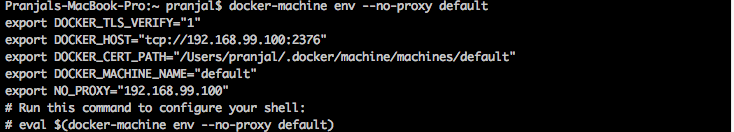 Pranjals-MacBook-Pro:~ pranjal$ docker-machine env --no-proxy default
export DOCKER_TLS_VERIFY="1"
export DOCKER_HOST="tcp://192.168.99.100:2376"
export DOCKER_CERT_PATH="/Users/pranjal/.docker/machine/machines/default"
export DOCKER_MACHINE_NAME="default"
export NO_PROXY="192.168.99.100"
# Run this command to configure your shell:
# eval $(docker-machine env --no-proxy default)